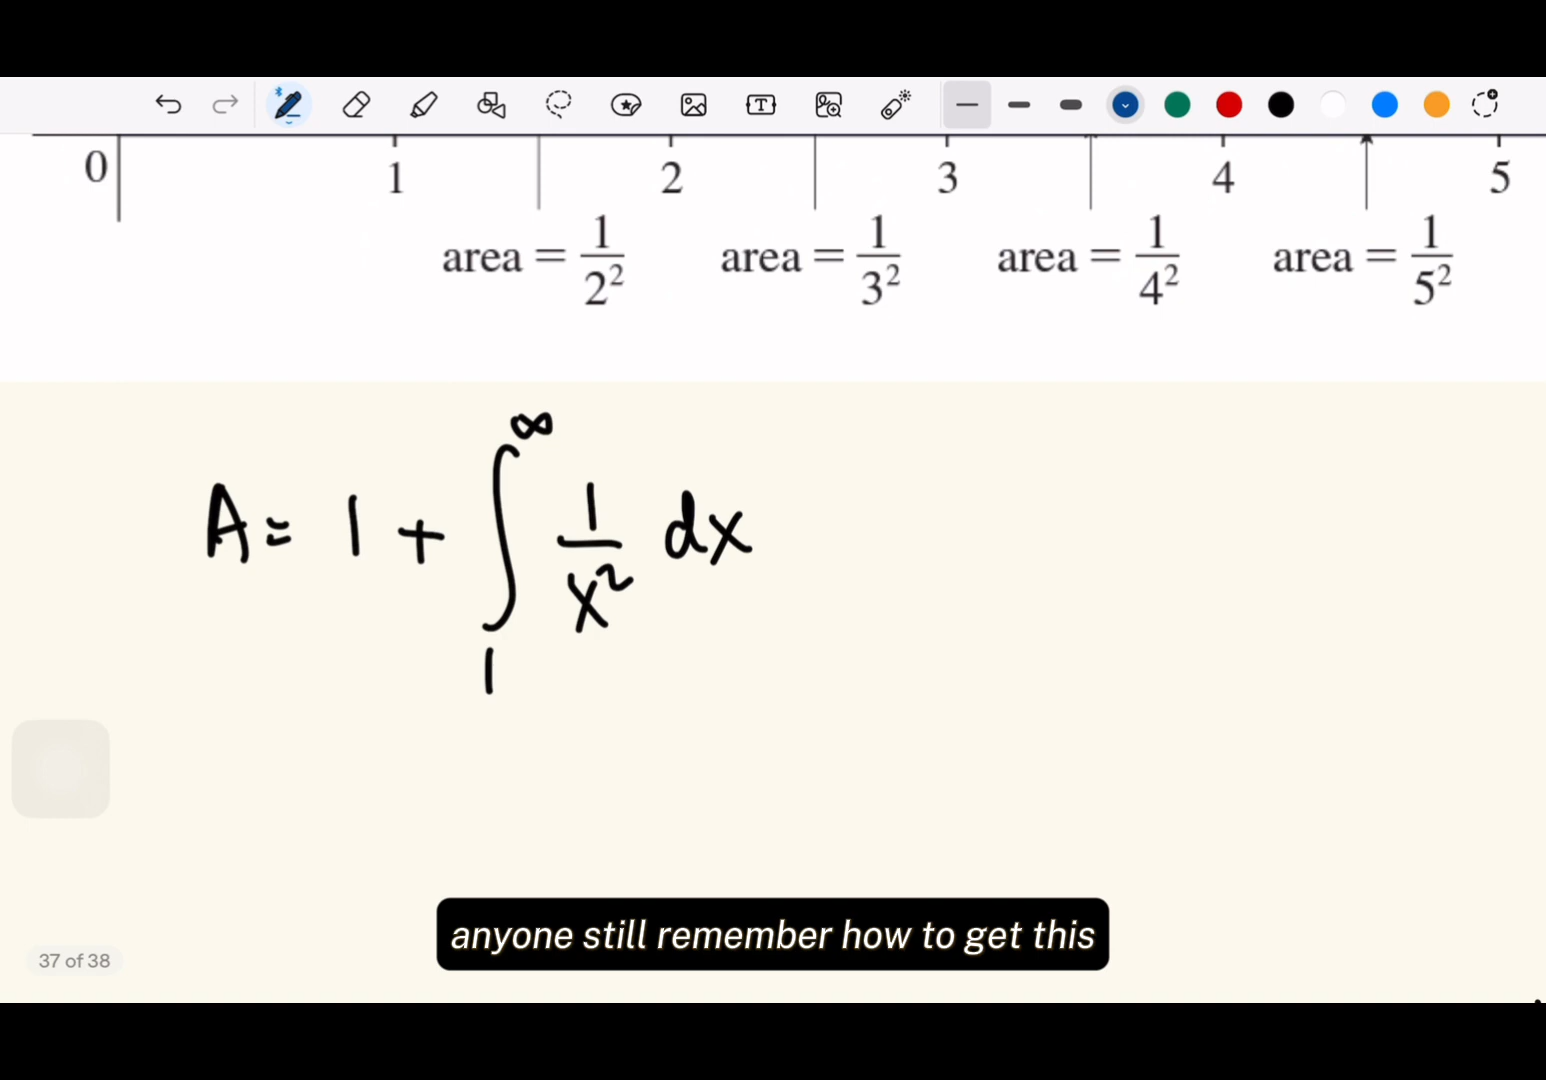 0 1 2 3 4 5
area = 1/2² area = 1/3² area = 1/4² area = 1/5²
A = 1 + ∫₁^∞ 1/x² dx
anyone still remember how to get this
37 of 38